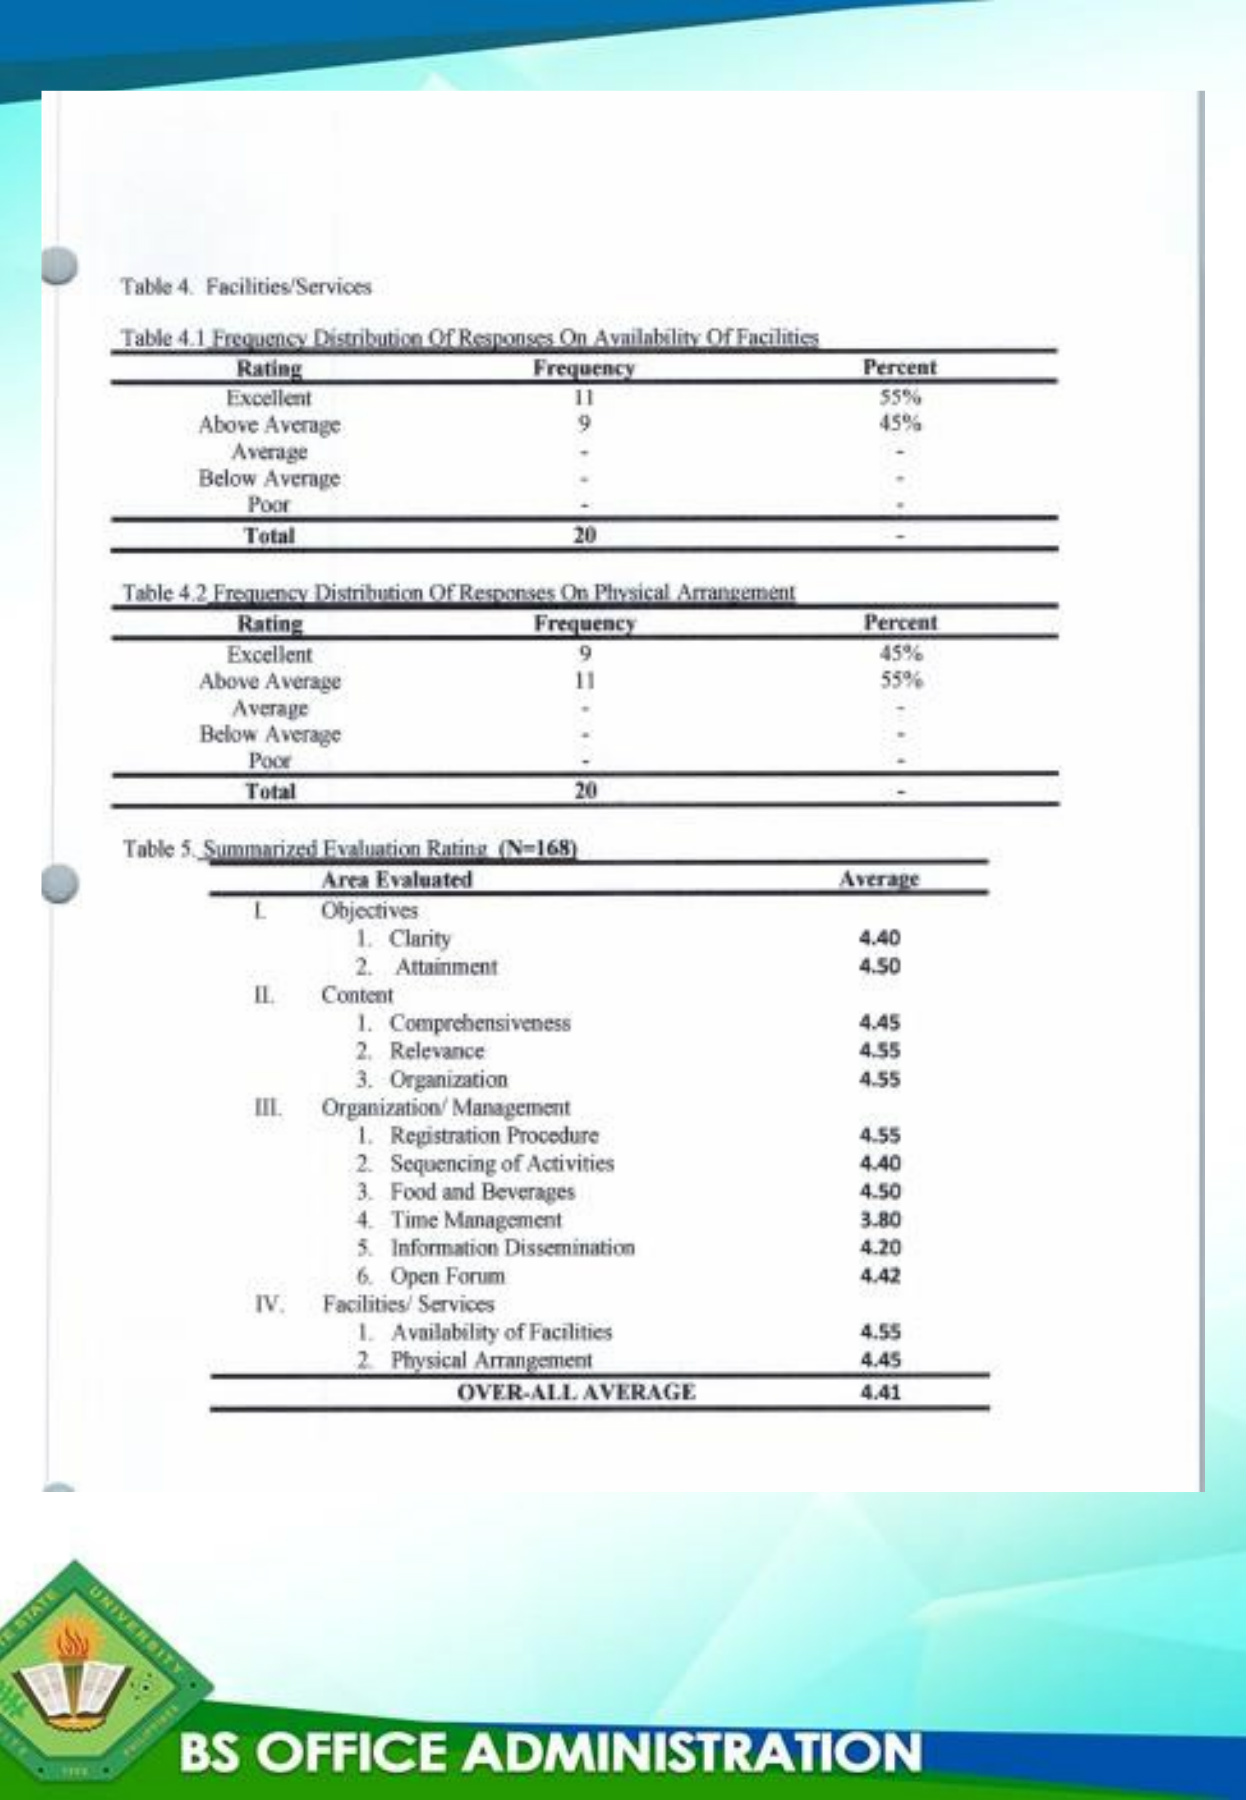 Table 4. Facilities/Services
Table 4.1 Frequency Distribution Of Responses On Availability Of Facilities
Rating Frequency Percent
Excellent 11 55%
Above Average 9 45%
Average - -
Below Average - -
Poor - -
Total 20 -
Table 4.2 Frequency Distribution Of Responses On Physical Arrangement
Rating Frequency Percent
Excellent 9 45%
Above Average 11 55%
Average - -
Below Average - -
Poor - -
Total 20 -
Table 5. Summarized Evaluation Rating (N=168)
Area Evaluated Average
I. Objectives
1. Clarity 4.40
2. Attainment 4.50
II. Content
1. Comprehensiveness 4.45
2. Relevance 4.55
3. Organization 4.55
III. Organization/ Management
1. Registration Procedure 4.55
2. Sequencing of Activities 4.40
3. Food and Beverages 4.50
4. Time Management 3.80
5. Information Dissemination 4.20
6. Open Forum 4.42
IV. Facilities/ Services
1. Availability of Facilities 4.55
2. Physical Arrangement 4.45
OVER-ALL AVERAGE 4.41
STATE UNIVERSITY
PHILIPPINES
BS OFFICE ADMINISTRATION